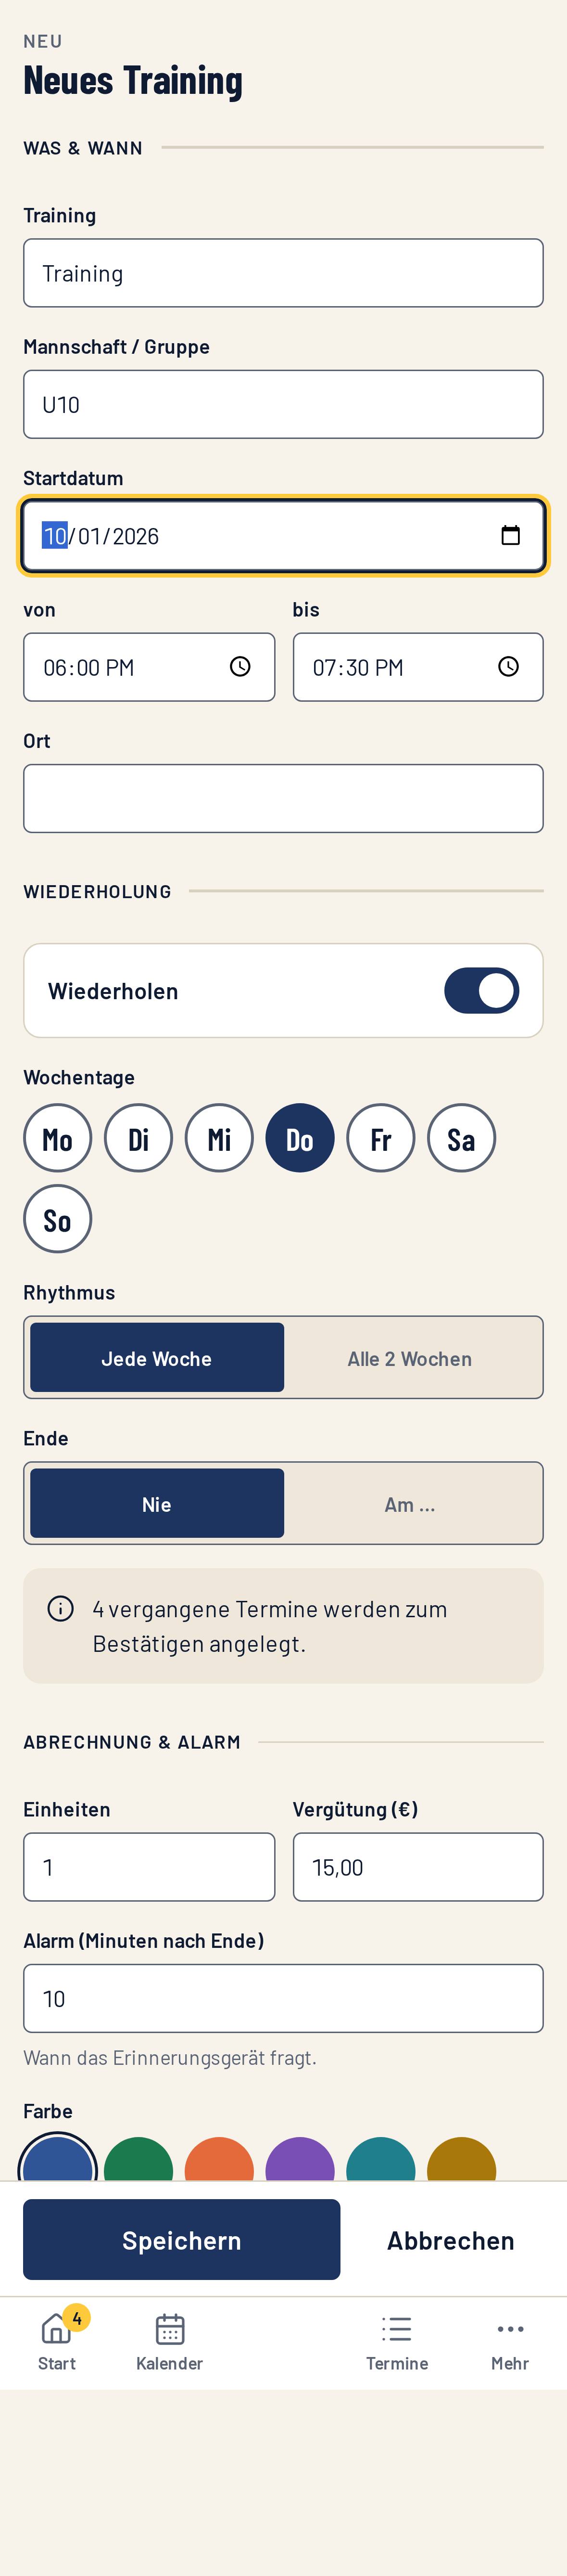 NEU
Neues Training
WAS & WANN
Training
Training
Mannschaft / Gruppe
U10
Startdatum
10/01/2026
von
bis
06:00 PM
07:30 PM
Ort
WIEDERHOLUNG
Wiederholen
Wochentage
Mo Di Mi Do Fr Sa
So
Rhythmus
Jede Woche
Alle 2 Wochen
Ende
Nie
Am ...
4 vergangene Termine werden zum
Bestätigen angelegt.
ABRECHNUNG & ALARM
Einheiten
Vergütung (€)
1
15,00
Alarm (Minuten nach Ende)
10
Wann das Erinnerungsgerät fragt.
Farbe
Speichern
Abbrechen
4
Start
Kalender
Termine
Mehr